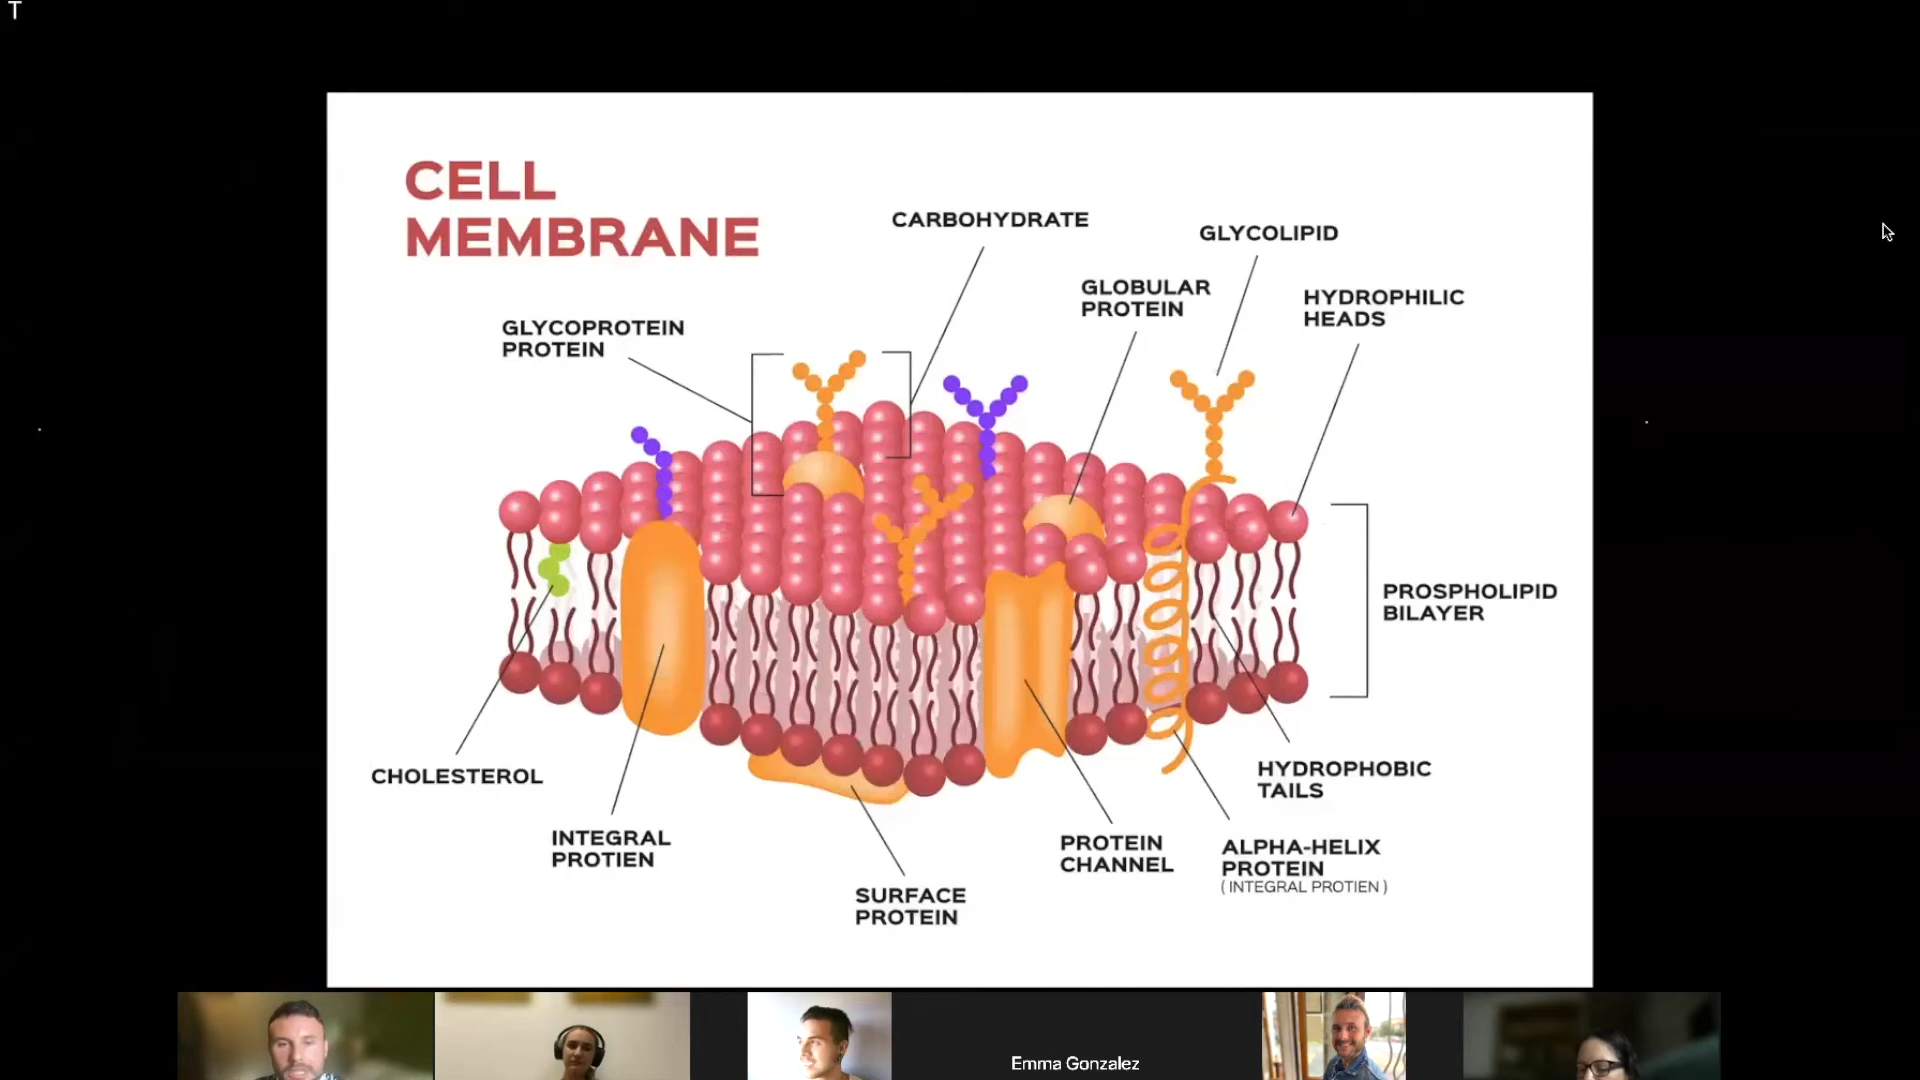 T
CELL
MEMBRANE
CARBOHYDRATE
GLYCOLIPID
GLOBULAR
PROTEIN
HYDROPHILIC
HEADS
GLYCOPROTEIN
PROTEIN
PROSPHOLIPID
BILAYER
CHOLESTEROL
HYDROPHOBIC
TAILS
INTEGRAL
PROTIEN
PROTEIN
CHANNEL
ALPHA-HELIX
PROTEIN
( INTEGRAL PROTIEN )
SURFACE
PROTEIN
Emma Gonzalez